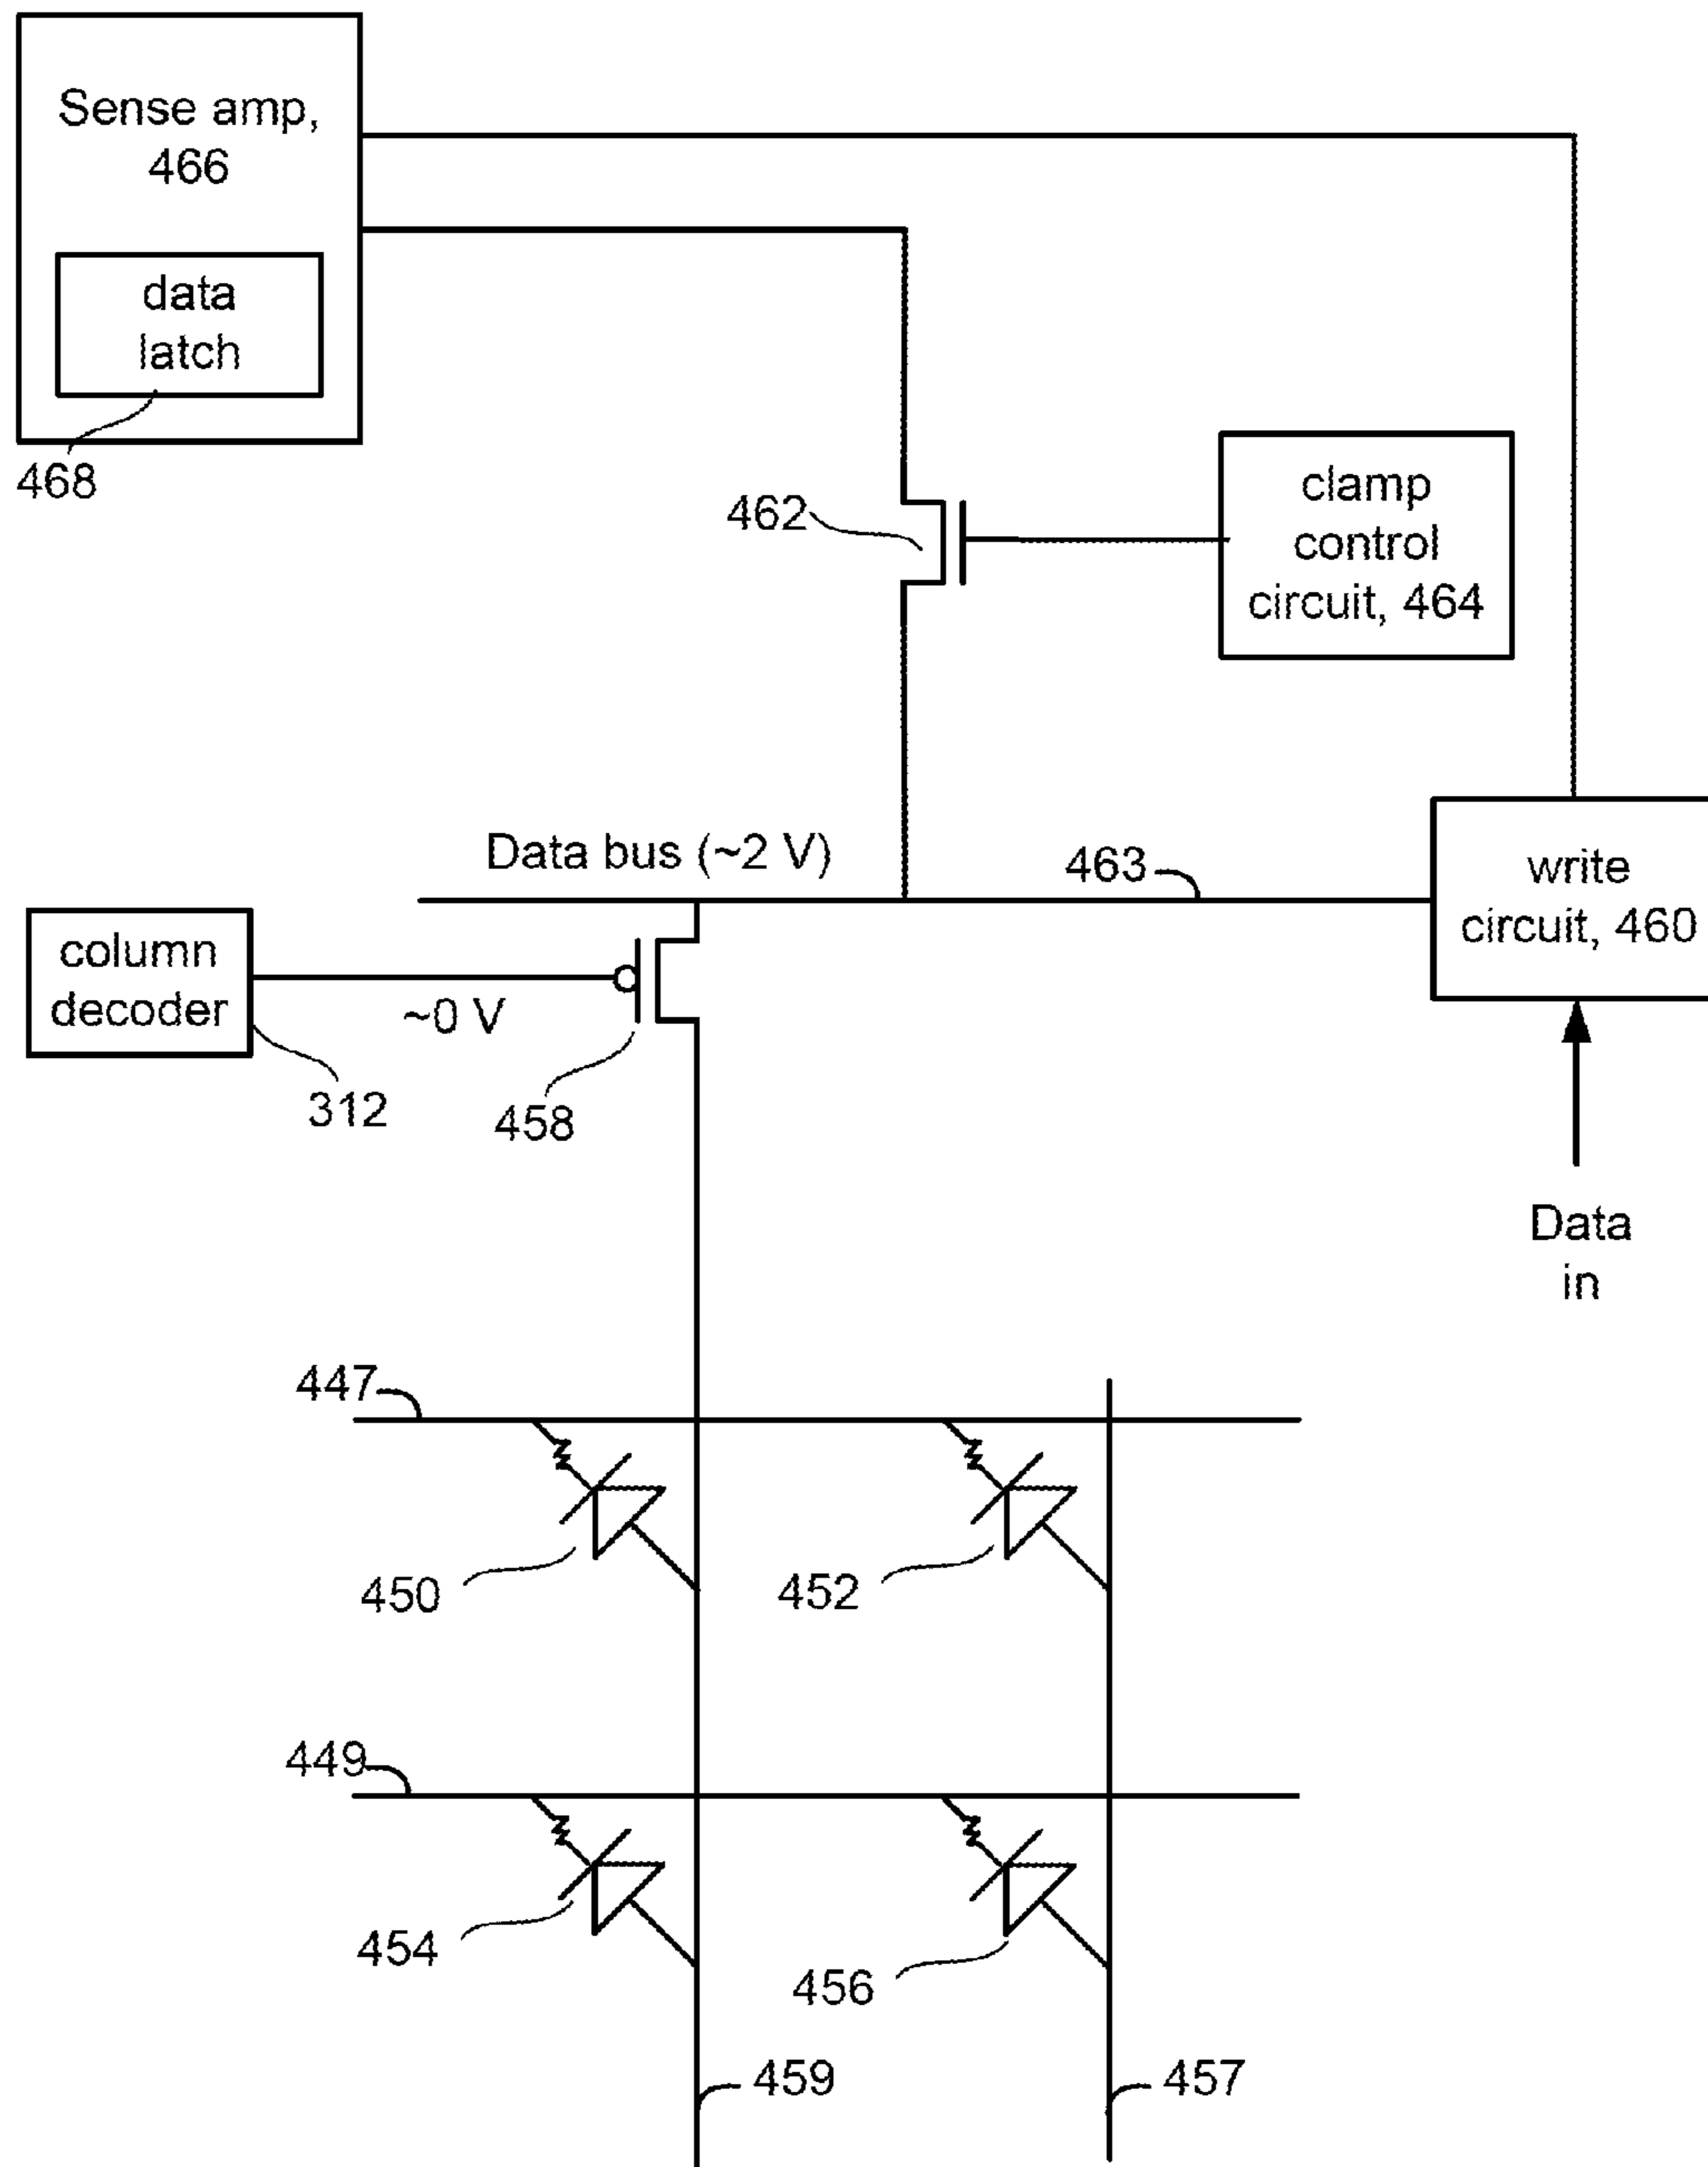 Sense amp,
466
data
latch
468
462
clamp
control
circuit, 464
Data bus (~2 V)
463
write
circuit, 460
column
decoder
~0 V
312
458
Data
in
447
450
452
449
454
456
459
457